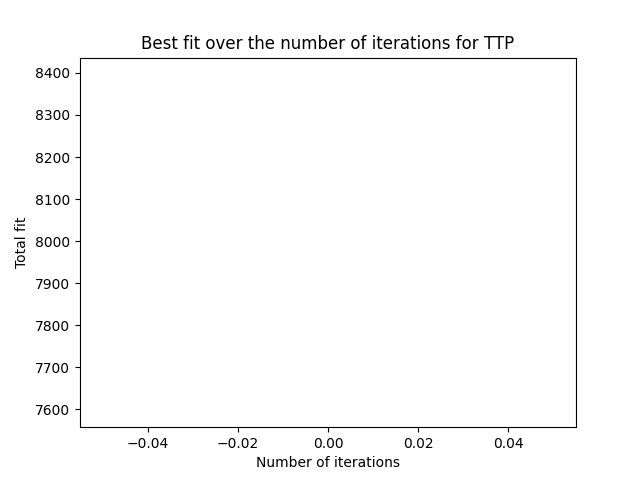 Best fit over the number of iterations for TTP
8400
8300
8200
8100
8000
7900
7800
7700
7600
Total fit
−0.04 −0.02 0.00 0.02 0.04
Number of iterations